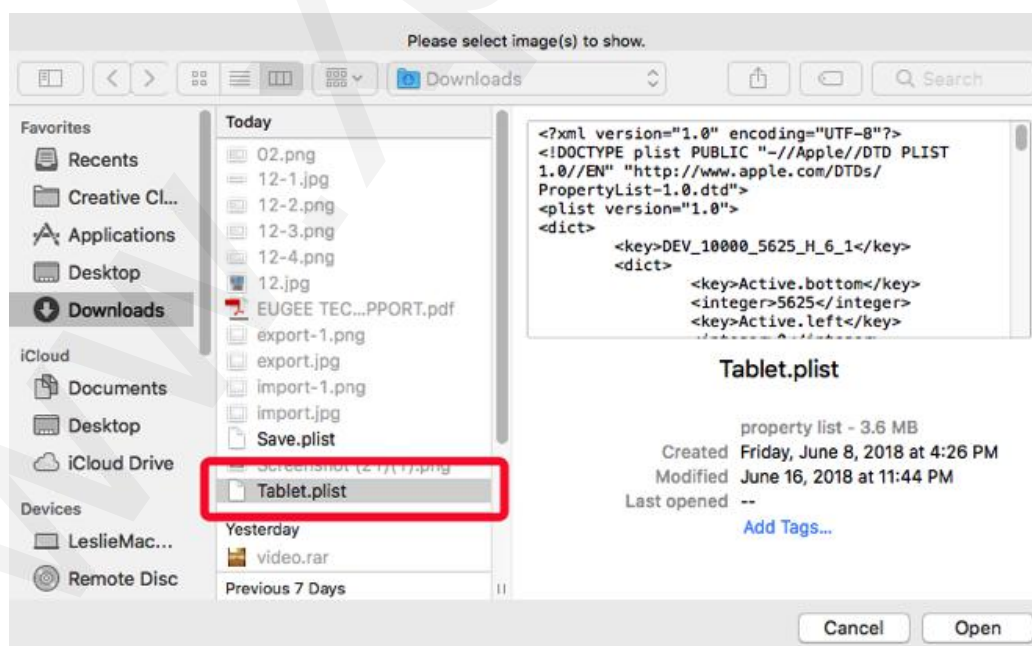 Please select image(s) to show.
Downloads
Search
Favorites
Recents
Creative Cl...
Applications
Desktop
Downloads
iCloud
Documents
Desktop
iCloud Drive
Devices
LeslieMac...
Remote Disc
Today
02.png
12-1.jpg
12-2.png
12-3.png
12-4.png
12.jpg
EUGEE TEC...PPORT.pdf
export-1.png
export.jpg
import-1.png
import.jpg
Save.plist
Screenshot (21)(1).png
Tablet.plist
Yesterday
video.rar
Previous 7 Days
<?xml version="1.0" encoding="UTF-8"?>
<!DOCTYPE plist PUBLIC "-//Apple//DTD PLIST
1.0//EN" "http://www.apple.com/DTDs/
PropertyList-1.0.dtd">
<plist version="1.0">
<dict>
<key>DEV_10000_5625_H_6_1</key>
<dict>
<key>Active.bottom</key>
<integer>5625</integer>
<key>Active.left</key>
Tablet.plist
property list - 3.6 MB
Created Friday, June 8, 2018 at 4:26 PM
Modified June 16, 2018 at 11:44 PM
Last opened --
Add Tags...
Cancel
Open